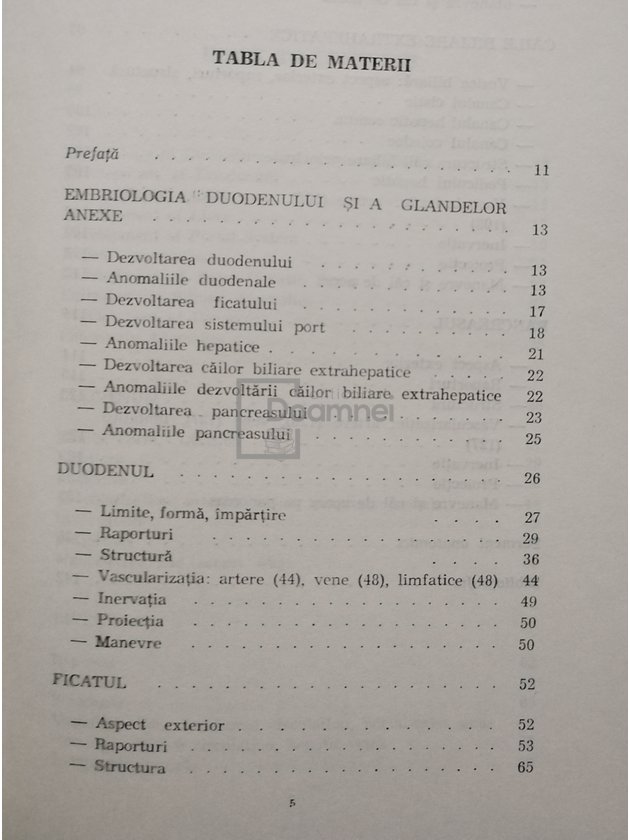 TABLA DE MATERII
Prefață . . . . . . . . . . . . . . . . . 11
EMBRIOLOGIA DUODENULUI ȘI A GLANDELOR
ANEXE . . . . . . . . . . . . . . . . . 13
— Dezvoltarea duodenului . . . . . . . . . 13
— Anomaliile duodenale . . . . . . . . . . 13
— Dezvoltarea ficatului . . . . . . . . . . 17
— Dezvoltarea sistemului port . . . . . . . . 18
— Anomaliile hepatice . . . . . . . . . . . 21
— Dezvoltarea căilor biliare extrahepatice . . . . 22
— Anomaliile dezvoltării căilor biliare extrahepatice 22
— Dezvoltarea pancreasului . . . . . . . . . 23
— Anomaliile pancreasului . . . . . . . . . 25
DUODENUL . . . . . . . . . . . . . . . . 26
— Limite, formă, împărțire . . . . 27
— Raporturi . . . . . . . . . . . . . . 29
— Structură . . . . 36
— Vascularizația: artere (44), vene (48), limfatice (48) 44
— Inervația . . . . . . . . . . . . . . . 49
— Proiecția . . . . . . . . . . . . . . . 50
— Manevre . . . . . . . . . . . . . . . 50
FICATUL . . . . . . . . . . . . . . . . . 52
— Aspect exterior . . . . . . . . . . . . . 52
— Raporturi . . . . . . . . . . . . . . . 53
— Structura . . . . . . . . . . . . . . . 65
5